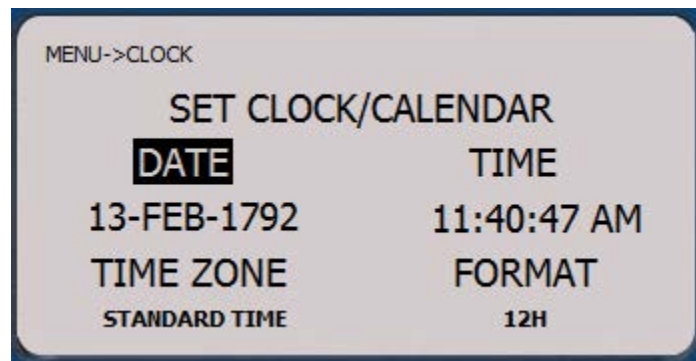 MENU->CLOCK
SET CLOCK/CALENDAR
DATE TIME
13-FEB-1792 11:40:47 AM
TIME ZONE FORMAT
STANDARD TIME 12H